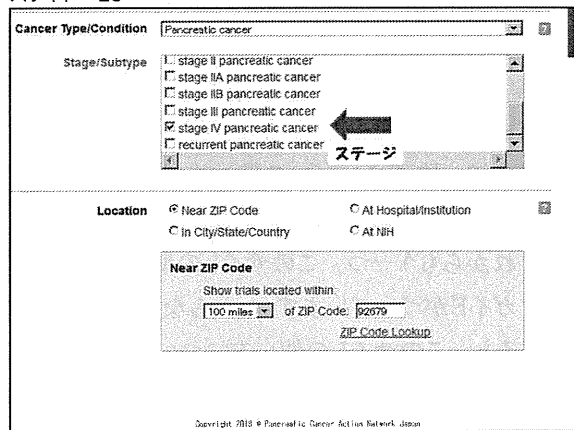 Cancer Type/Condition Pancreatic cancer ?
Stage/Subtype
stage II pancreatic cancer
stage IIA pancreatic cancer
stage IIB pancreatic cancer
stage III pancreatic cancer
stage IV pancreatic cancer
recurrent pancreatic cancer
ステージ
Location Near ZIP Code At Hospital/Institution ?
In City/State/Country At NIH
Near ZIP Code
Show trials located within:
100 miles of ZIP Code: 92679
ZIP Code Lookup
Copyright 2013 © Pancreatic Cancer Action Network Japan